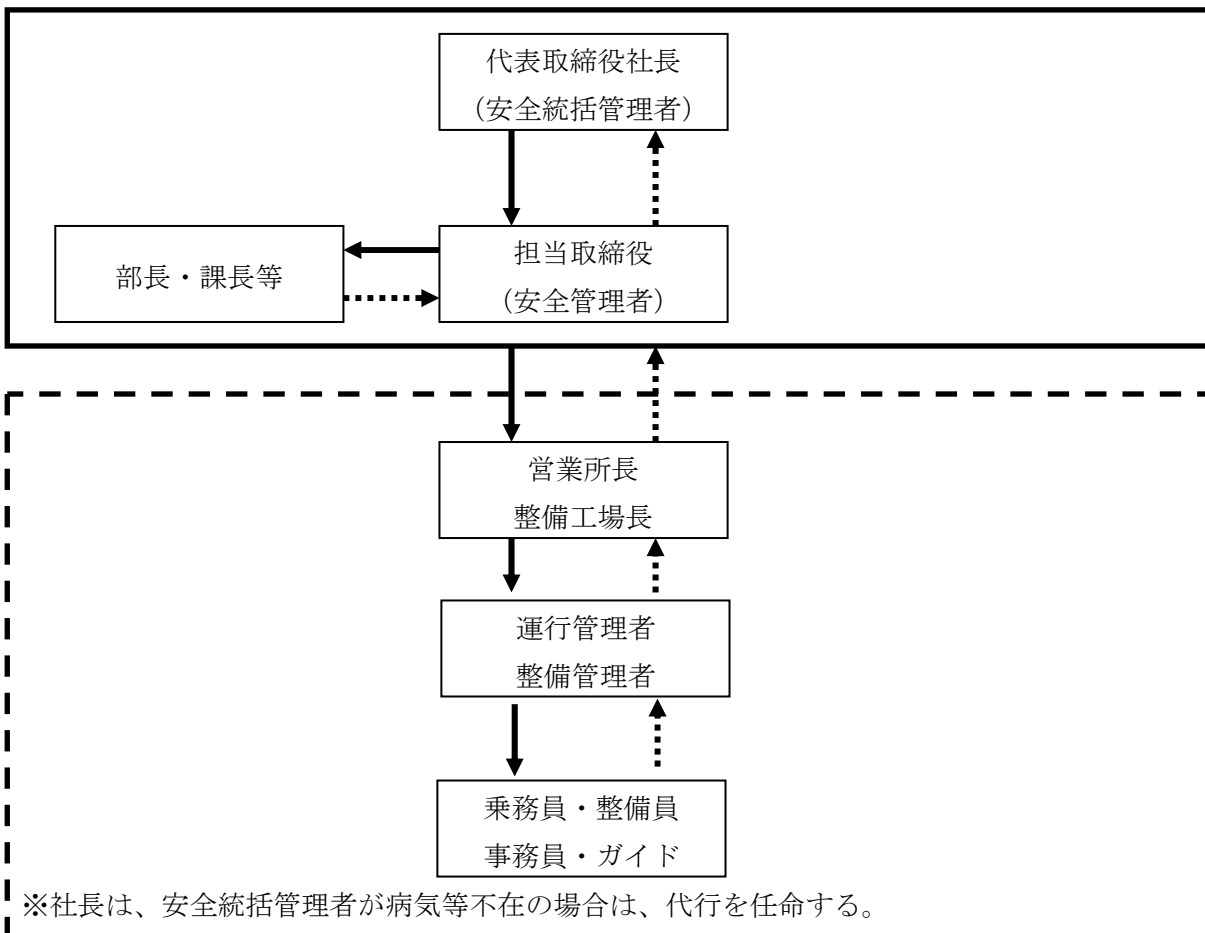 代表取締役社長
（安全統括管理者）
部長・課長等
担当取締役
（安全管理者）
営業所長
整備工場長
運行管理者
整備管理者
乗務員・整備員
事務員・ガイド
※社長は、安全統括管理者が病気等不在の場合は、代行を任命する。